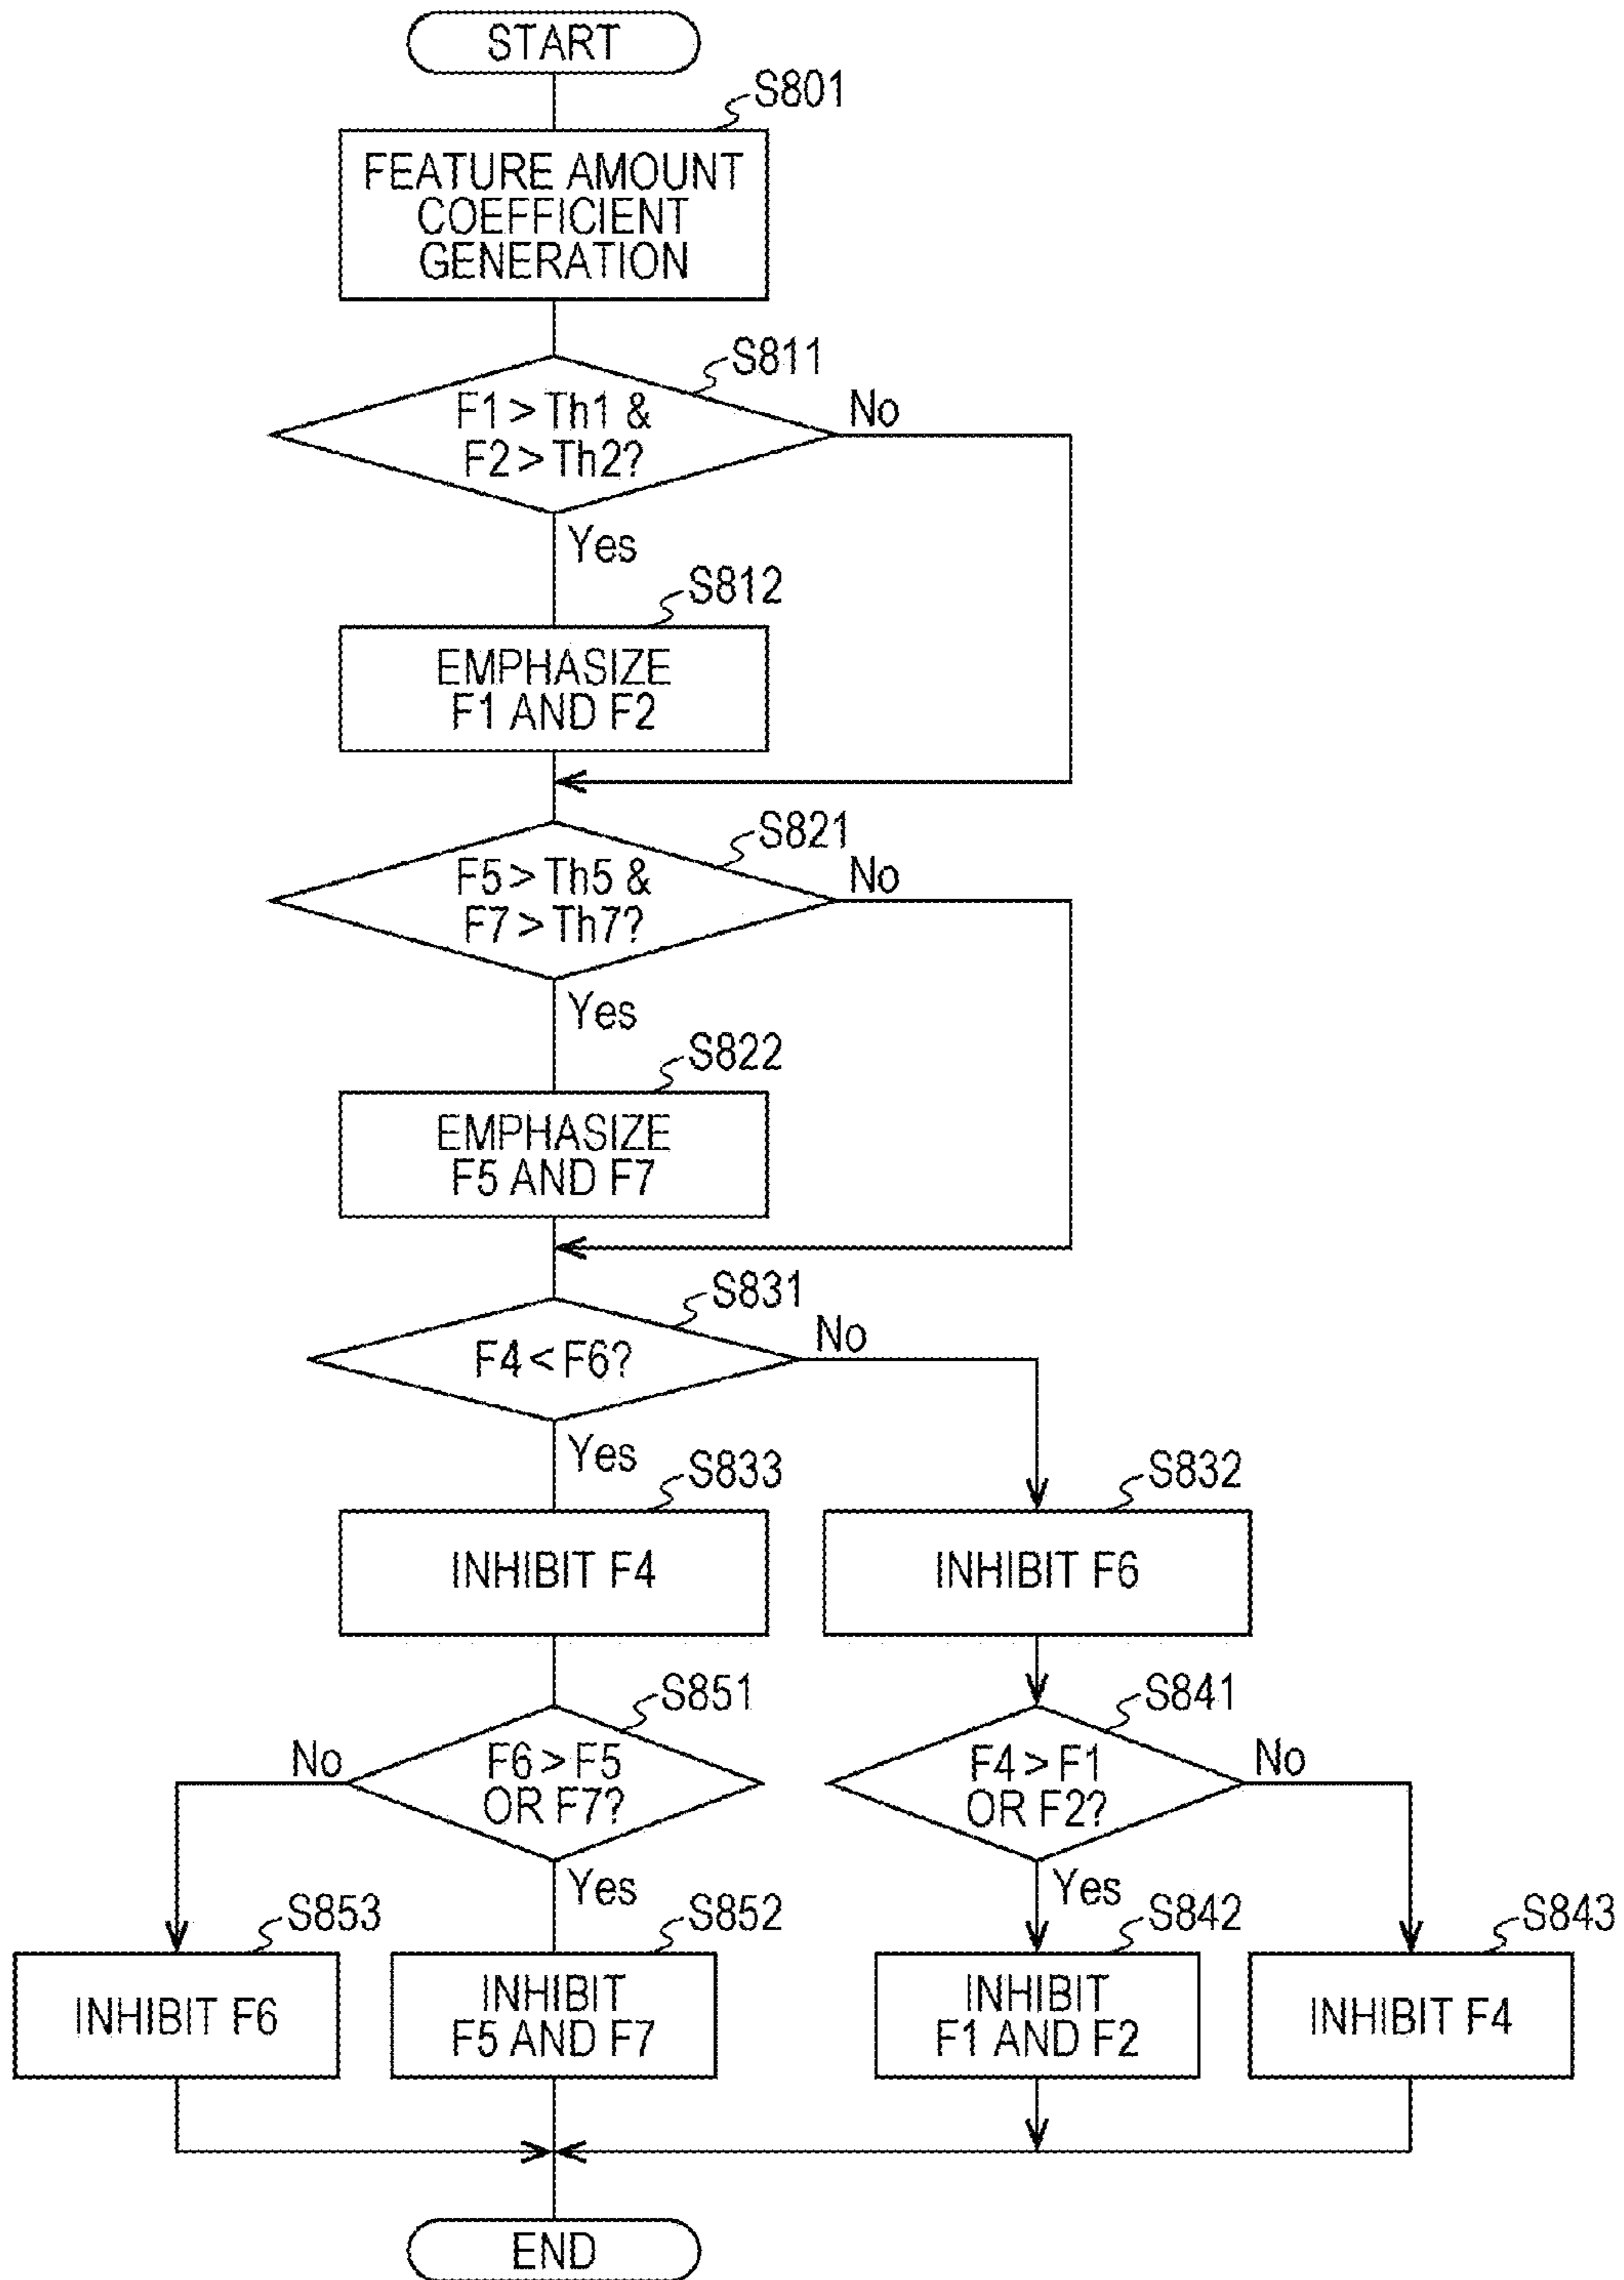 START
S801
FEATURE AMOUNT
COEFFICIENT
GENERATION
S811
F1 > Th1 &
F2 > Th2?
No
Yes
S812
EMPHASIZE
F1 AND F2
S821
F5 > Th5 &
F7 > Th7?
No
Yes
S822
EMPHASIZE
F5 AND F7
S831
F4 < F6?
No
Yes
S833
INHIBIT F4
S832
INHIBIT F6
S851
F6 > F5
OR F7?
No
Yes
S841
F4 > F1
OR F2?
No
Yes
S853
INHIBIT F6
S852
INHIBIT
F5 AND F7
S842
INHIBIT
F1 AND F2
S843
INHIBIT F4
END